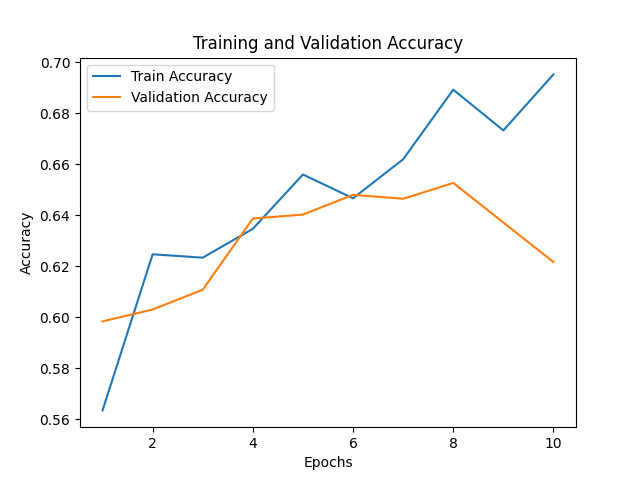 Training and Validation Accuracy
Train Accuracy
Validation Accuracy
0.70
0.68
0.66
0.64
0.62
0.60
0.58
0.56
Accuracy
2 4 6 8 10
Epochs